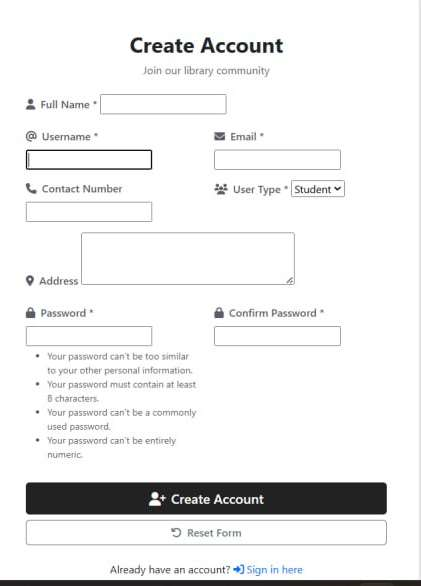 Create Account
Join our library community
Full Name *
@ Username *
Email *
Contact Number
User Type * Student
Address
Password *
Confirm Password *
• Your password can't be too similar
to your other personal information.
• Your password must contain at least
8 characters.
• Your password can't be a commonly
used password.
• Your password can't be entirely
numeric.
Create Account
Reset Form
Already have an account? Sign in here